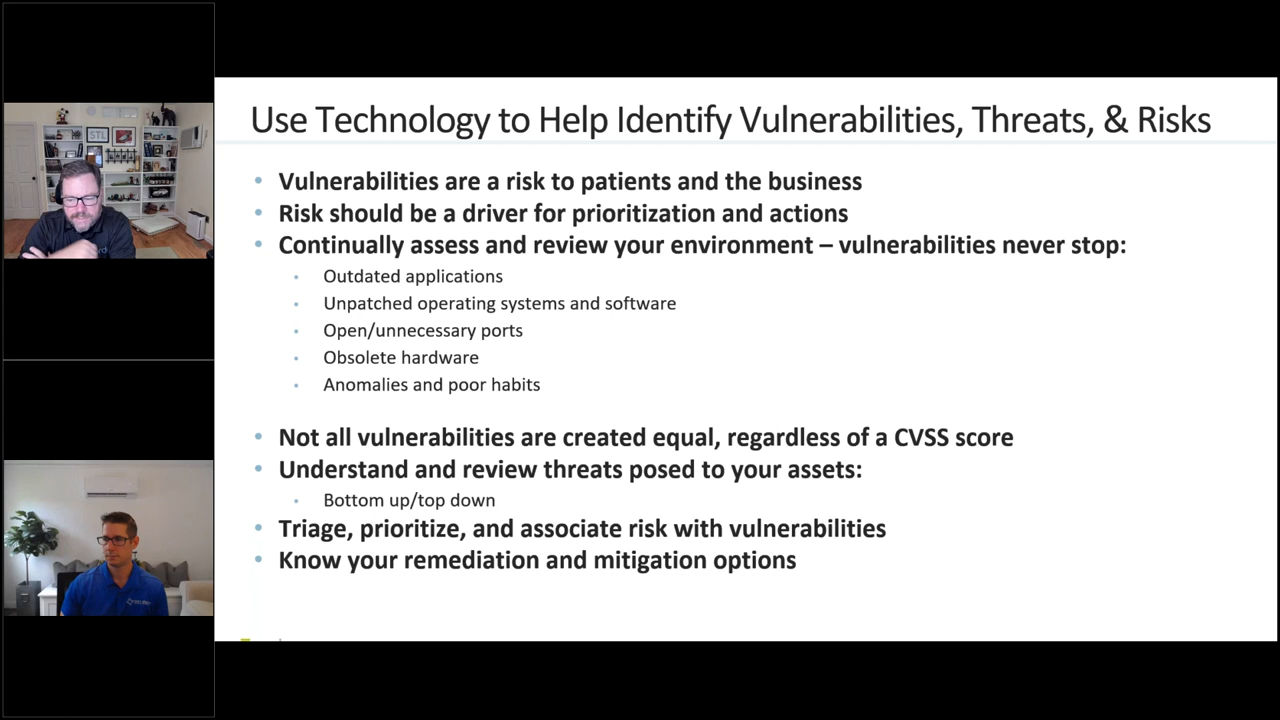 Use Technology to Help Identify Vulnerabilities, Threats, & Risks
• Vulnerabilities are a risk to patients and the business
• Risk should be a driver for prioritization and actions
• Continually assess and review your environment – vulnerabilities never stop:
• Outdated applications
• Unpatched operating systems and software
• Open/unnecessary ports
• Obsolete hardware
• Anomalies and poor habits
• Not all vulnerabilities are created equal, regardless of a CVSS score
• Understand and review threats posed to your assets:
• Bottom up/top down
• Triage, prioritize, and associate risk with vulnerabilities
• Know your remediation and mitigation options
STL